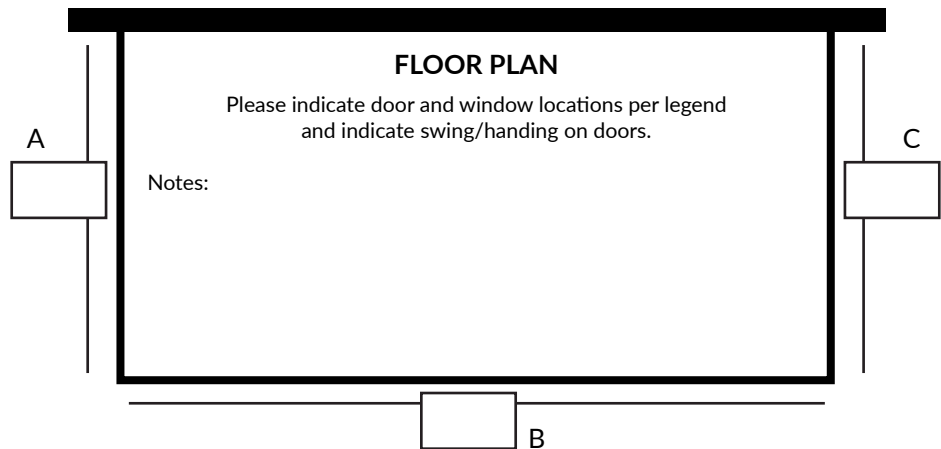 FLOOR PLAN
Please indicate door and window locations per legend
and indicate swing/handing on doors.
A
C
Notes:
B